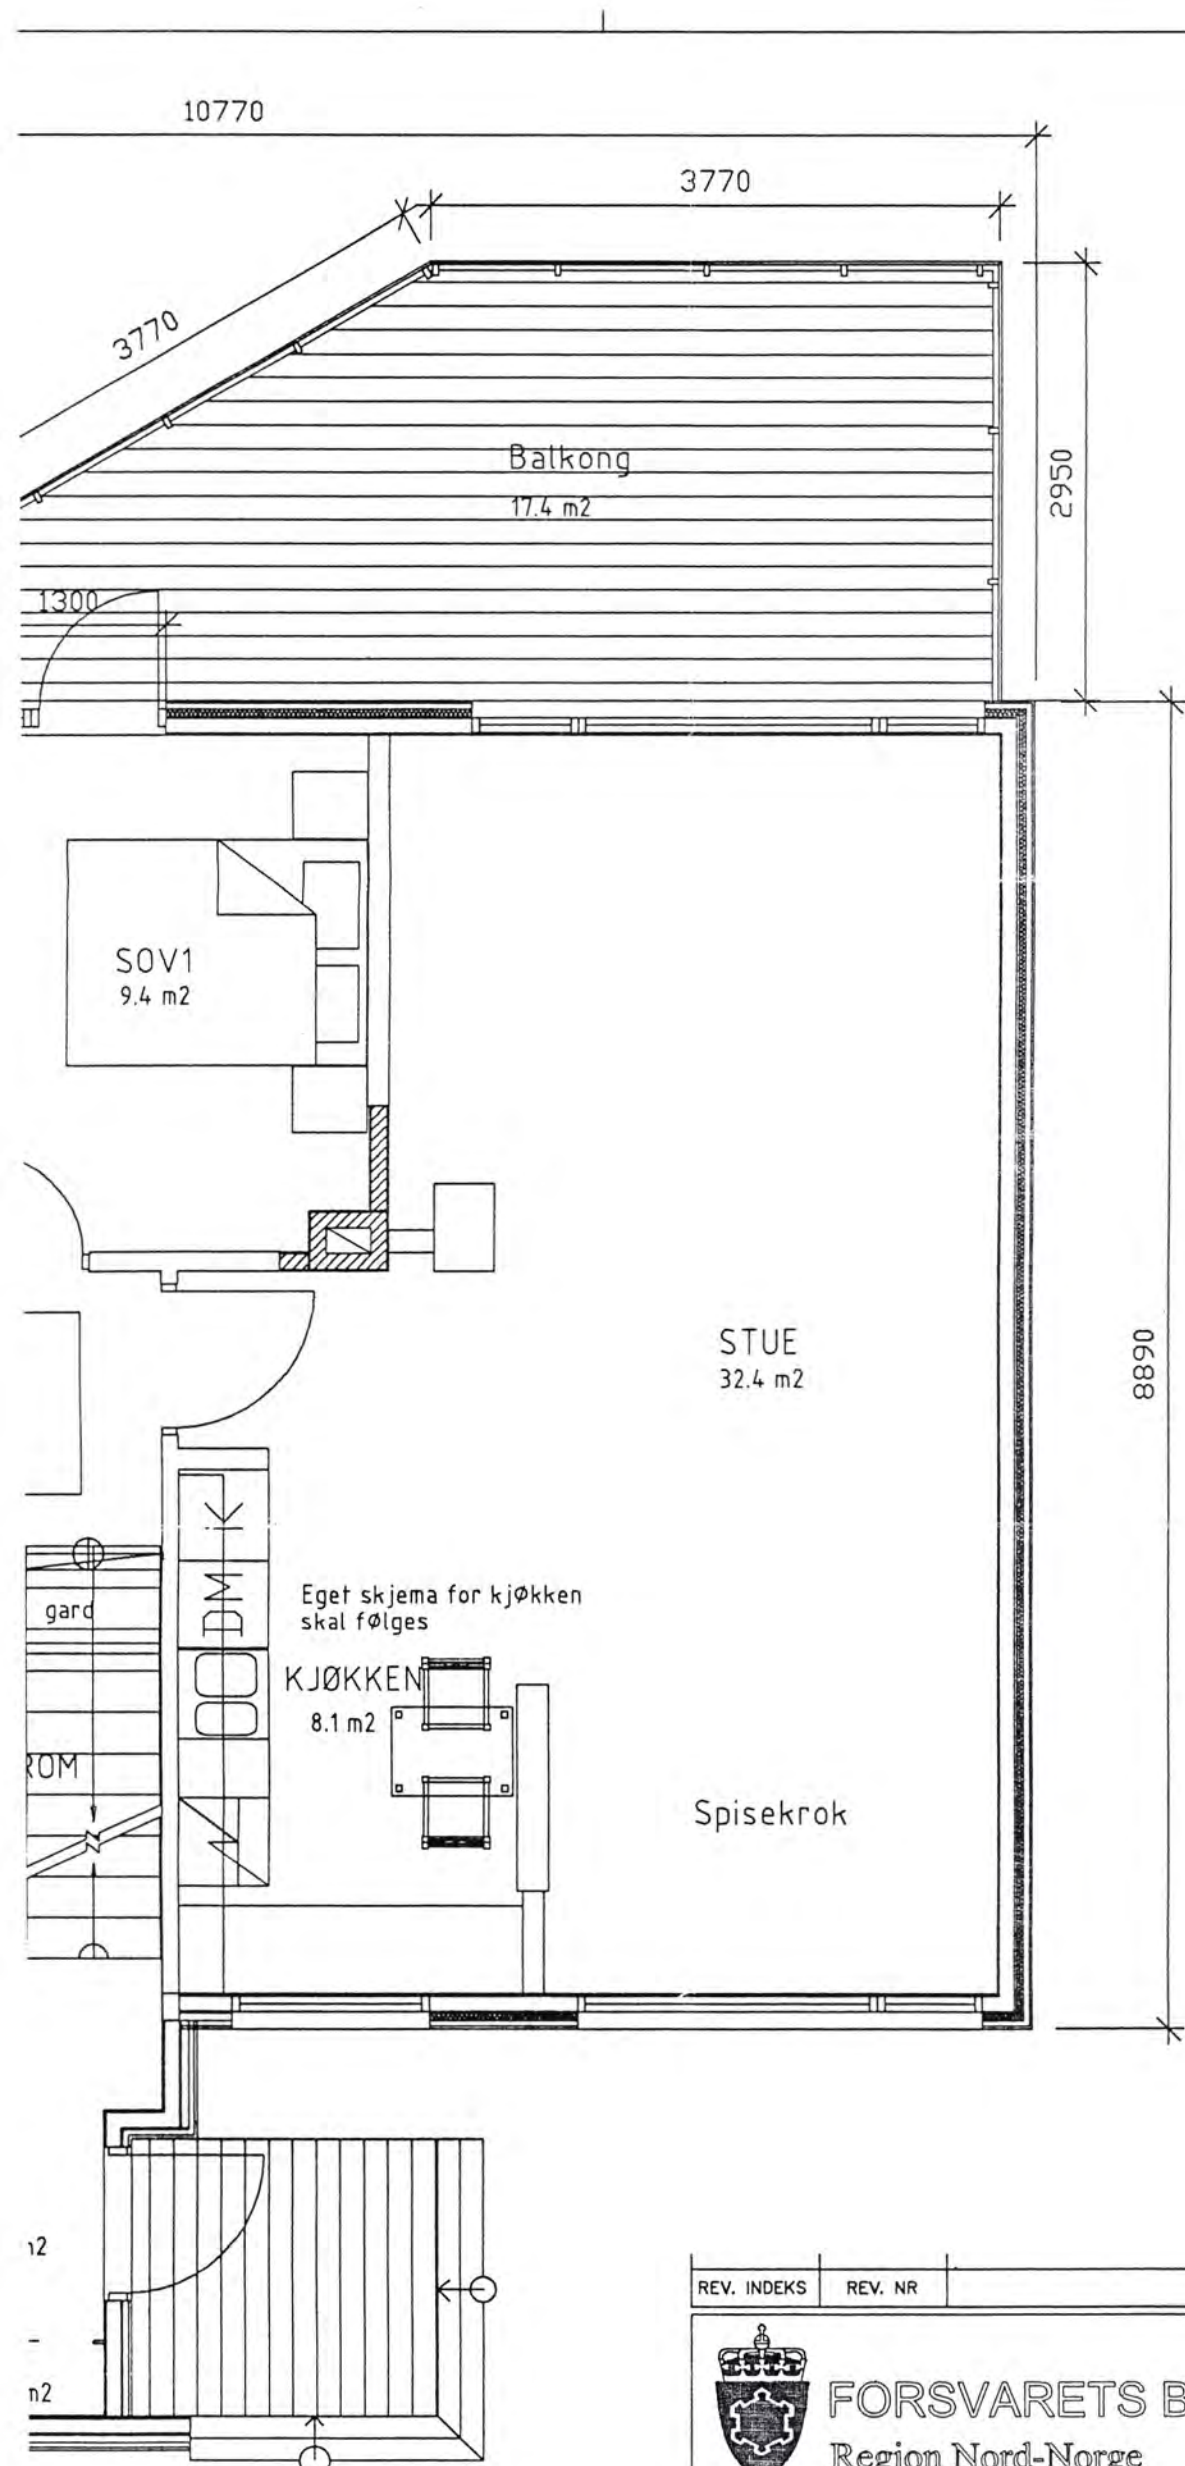 10770
3770
3770
Balkong
17.4 m2
2950
1300
SOV1
9.4 m2
STUE
32.4 m2
8890
K
DM
Eget skjema for kjøkken
skal følges
gard
KJØKKEN
8.1 m2
ROM
Spisekrok
m2
REV. INDEKS REV. NR
m2
FORSVARETS B
Region Nord-Norge